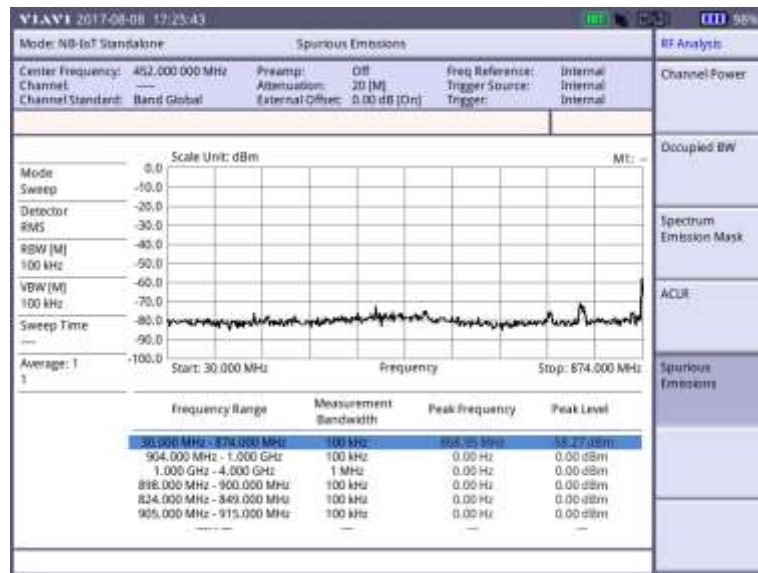 VIAVI 2017-08-08 17:25:43
98%
Mode: NB-IoT Standalone
Spurious Emissions
RF Analysis
Center Frequency: 452.000 000 MHz
Preamp: Off
Freq Reference: Internal
Channel: ----
Attenuation: 20 [M]
Trigger Source: Internal
Channel Standard: Band Global
External Offset: 0.00 dB [On]
Trigger: Internal
Channel Power
Occupied BW
Spectrum
Emission Mask
ACLR
Spurious
Emissions
Scale Unit: dBm
M1: --
Mode
Sweep
Detector
RMS
RBW [M]
100 kHz
VBW [M]
100 kHz
Sweep Time
----
Average: 1
1
0.0
-10.0
-20.0
-30.0
-40.0
-50.0
-60.0
-70.0
-80.0
-90.0
-100.0
Start: 30.000 MHz
Frequency
Stop: 874.000 MHz
Frequency Range
Measurement
Bandwidth
Peak Frequency
Peak Level
30.000 MHz - 874.000 MHz 100 kHz -58.27 dBm
904.000 MHz - 1.000 GHz 100 kHz 0.00 Hz 0.00 dBm
1.000 GHz - 4.000 GHz 1 MHz 0.00 Hz 0.00 dBm
898.000 MHz - 900.000 MHz 100 kHz 0.00 Hz 0.00 dBm
824.000 MHz - 849.000 MHz 100 kHz 0.00 Hz 0.00 dBm
905.000 MHz - 915.000 MHz 100 kHz 0.00 Hz 0.00 dBm